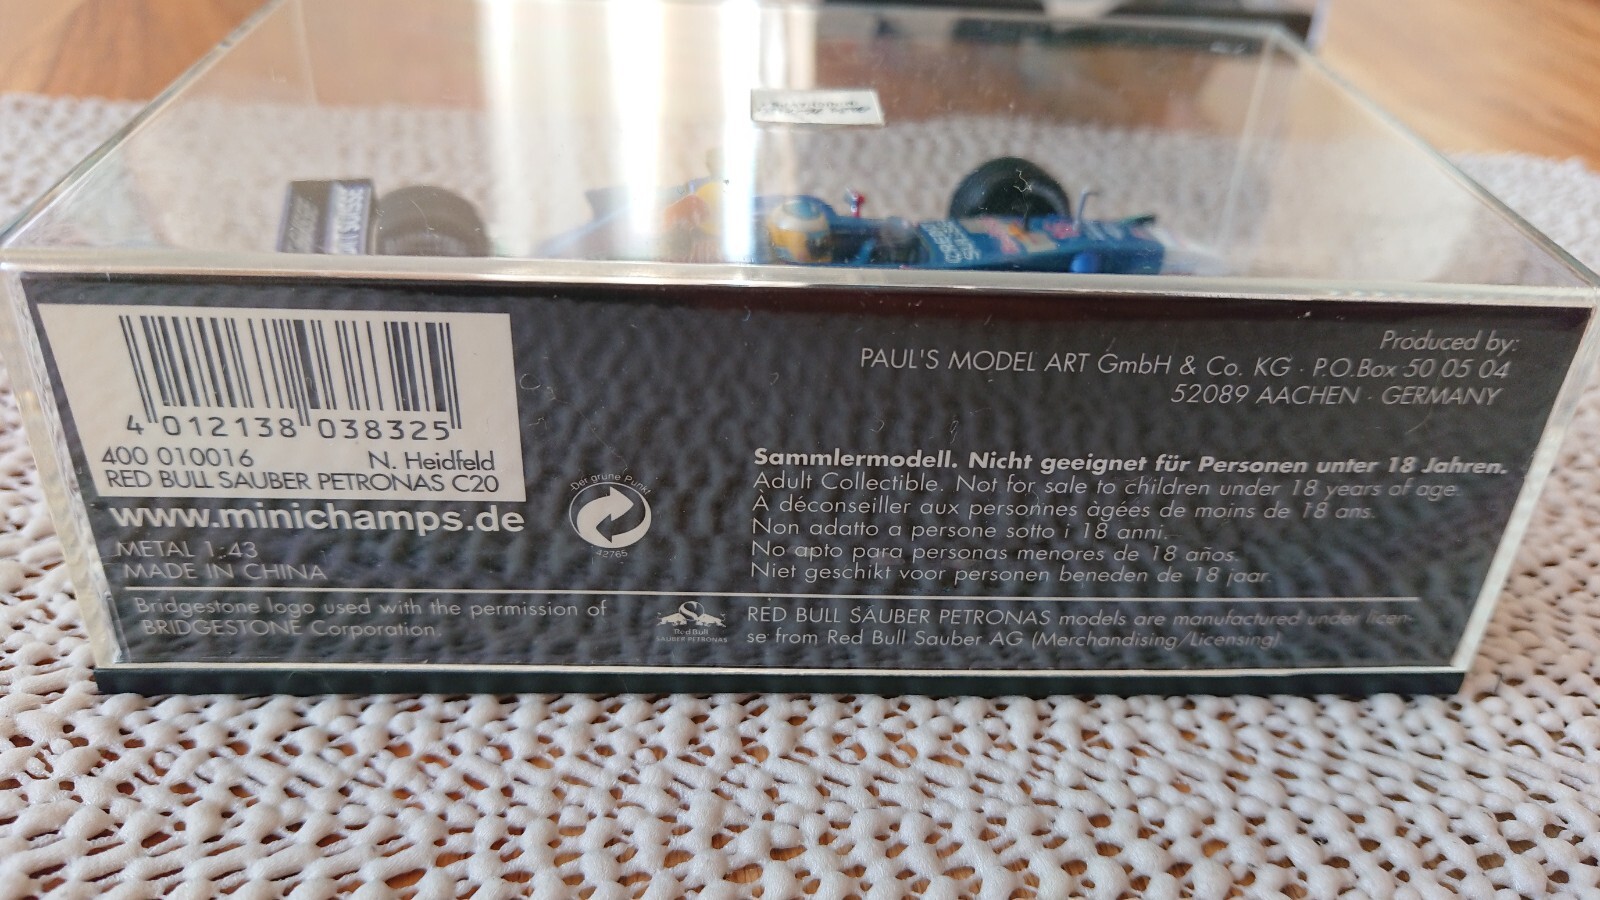 SUISSE
4 012138 038325
400 010016 N. Heidfeld
RED BULL SAUBER PETRONAS C20
www.minichamps.de
METAL 1:43
MADE IN CHINA
Der grüne Punkt
42765
Produced by:
PAUL'S MODEL ART GmbH & Co. KG · P.O.Box 50 05 04
52089 AACHEN · GERMANY
Sammlermodell. Nicht geeignet für Personen unter 18 Jahren.
Adult Collectible. Not for sale to children under 18 years of age.
À déconseiller aux personnes âgées de moins de 18 ans.
Non adatto a persone sotto i 18 anni.
No apto para personas menores de 18 años.
Niet geschikt voor personen beneden de 18 jaar.
Bridgestone logo used with the permission of
BRIDGESTONE Corporation.
Red Bull
SAUBER PETRONAS
RED BULL SAUBER PETRONAS models are manufactured under licen-
se from Red Bull Sauber AG (Merchandising/Licensing).